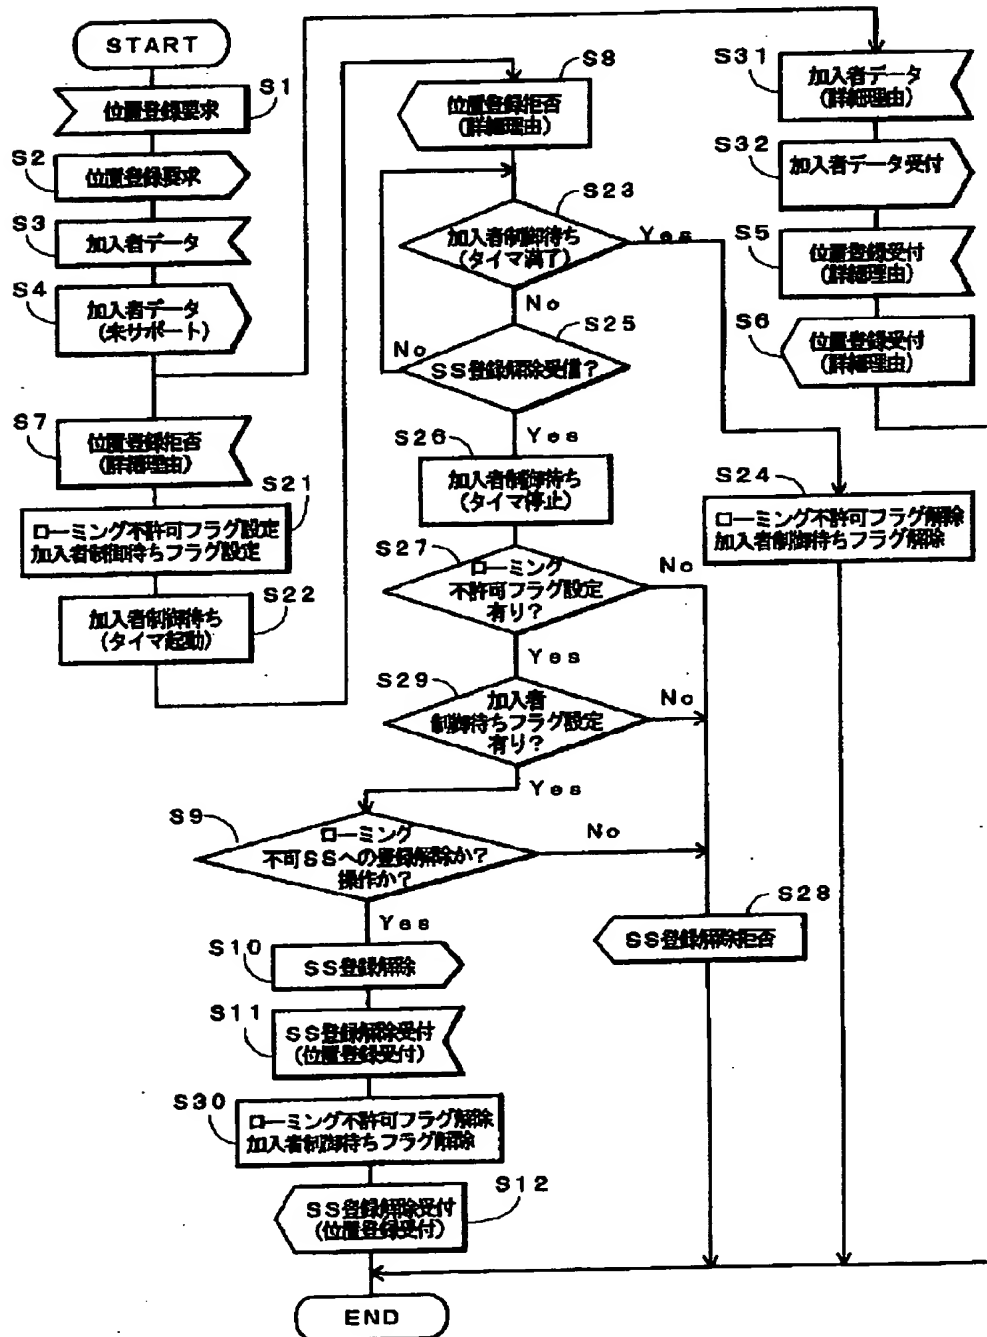 START
S1
位置登録要求
S2
位置登録要求
S3
加入者データ
S4
加入者データ
(未サポート)
S7
位置登録拒否
(詳細理由)
S21
ローミング不許可フラグ設定
加入者制御待ちフラグ設定
S22
加入者制御待ち
(タイマ起動)
S8
位置登録拒否
(詳細理由)
S23
加入者制御待ち
(タイマ満了)
Yes
No
S25
No
SS登録解除受信?
Yes
S26
加入者制御待ち
(タイマ停止)
S27
ローミング
不許可フラグ設定
有り?
No
Yes
S29
加入者
制御待ちフラグ設定
有り?
No
Yes
S9
ローミング
不可SSへの登録解除か?
操作か?
No
Yes
S10
SS登録解除
S11
SS登録解除受付
(位置登録受付)
S30
ローミング不許可フラグ解除
加入者制御待ちフラグ解除
S12
SS登録解除受付
(位置登録受付)
END
S31
加入者データ
(詳細理由)
S32
加入者データ受付
S5
位置登録受付
(詳細理由)
S6
位置登録受付
(詳細理由)
S24
ローミング不許可フラグ解除
加入者制御待ちフラグ解除
S28
SS登録解除拒否